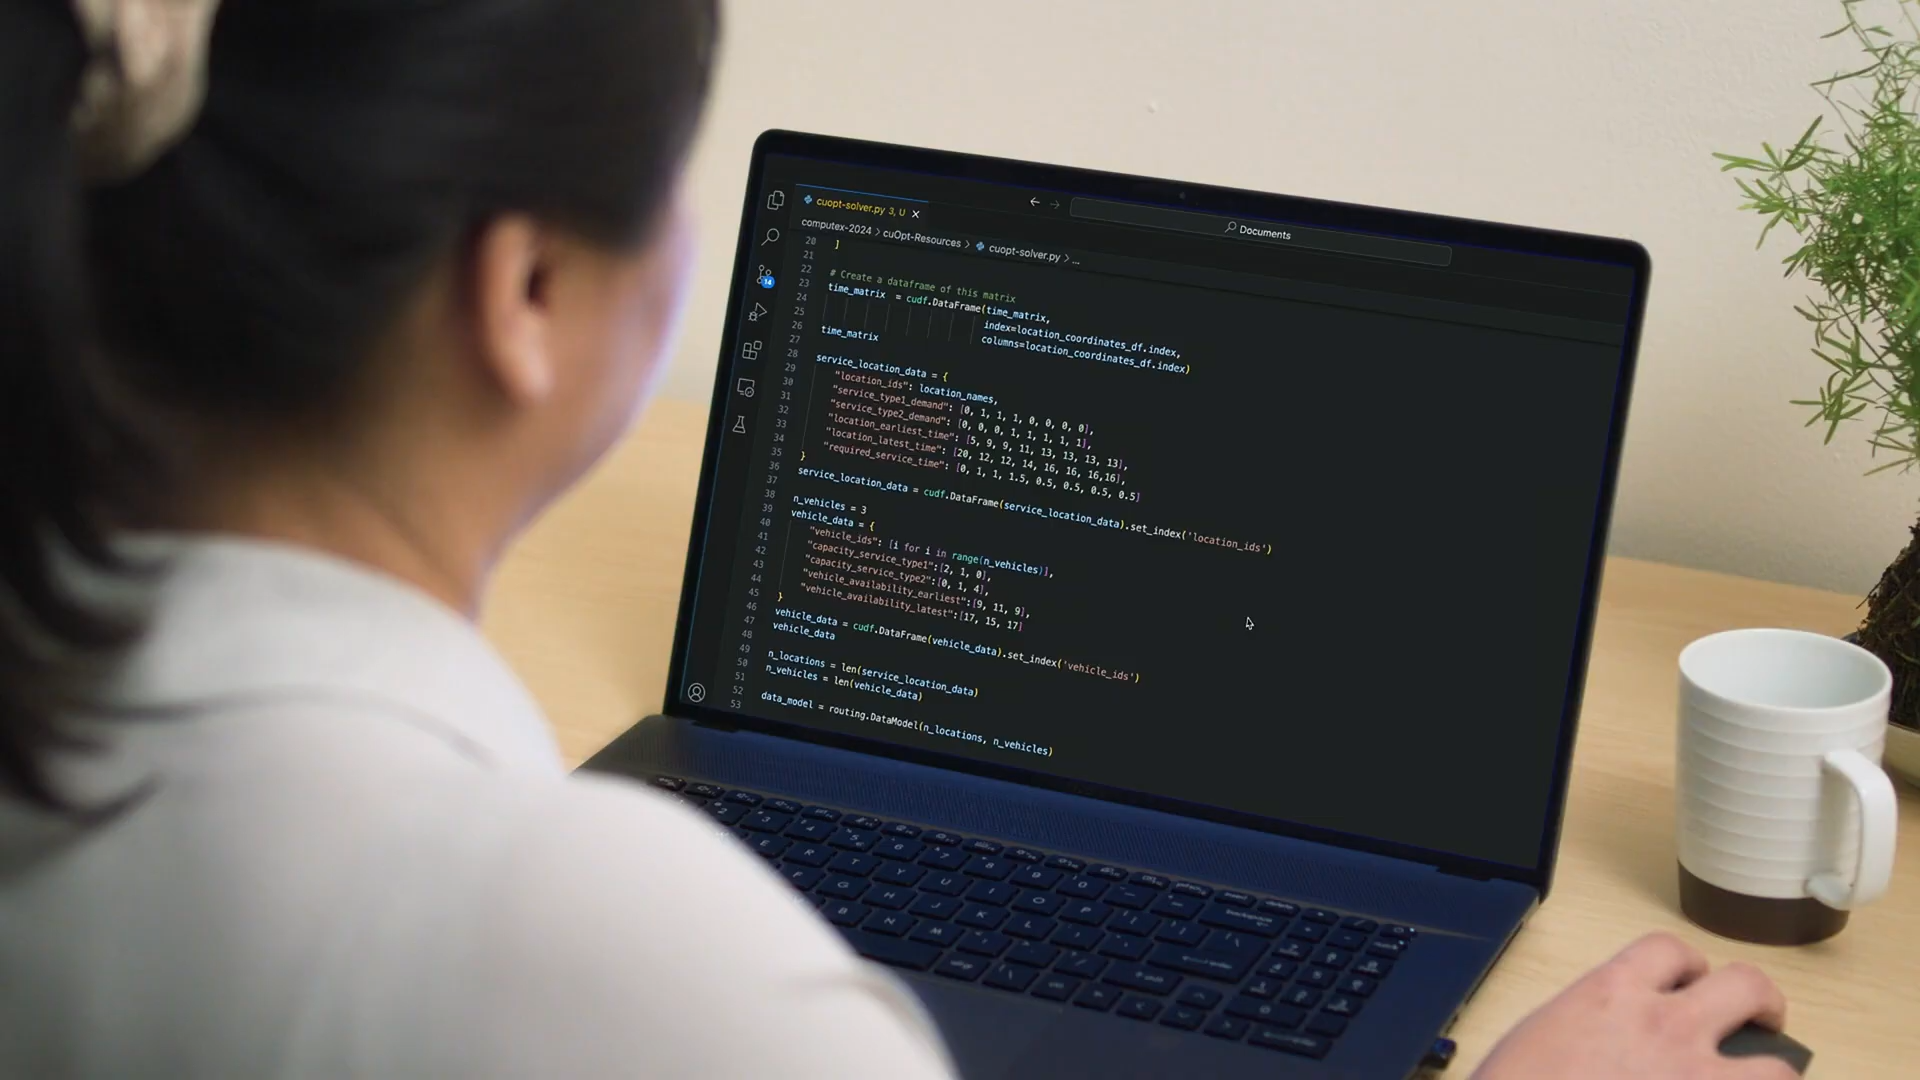 cuopt-solver.py 3, U
Documents
computex-2024 > cuOpt-Resources > cuopt-solver.py > ...
20 ]
21
22
23 # Create a dataframe of this matrix
24 time_matrix = cudf.DataFrame(time_matrix,
25 index=location_coordinates_df.index,
26 columns=location_coordinates_df.index)
27 time_matrix
28
29 service_location_data = {
30 "location_ids": location_names,
31 "service_type1_demand": [0, 1, 1, 1, 0, 0, 0, 0],
32 "service_type2_demand": [0, 0, 0, 1, 1, 1, 1, 1],
33 "location_earliest_time": [5, 9, 9, 11, 13, 13, 13, 13],
34 "location_latest_time": [20, 12, 12, 14, 16, 16, 16,16],
35 "required_service_time": [0, 1, 1, 1.5, 0.5, 0.5, 0.5, 0.5]
36 }
37 service_location_data = cudf.DataFrame(service_location_data).set_index('location_ids')
38
39 n_vehicles = 3
40 vehicle_data = {
41 "vehicle_ids": [i for i in range(n_vehicles)],
42 "capacity_service_type1":[2, 1, 0],
43 "capacity_service_type2":[0, 1, 4],
44 "vehicle_availability_earliest":[9, 11, 9],
45 "vehicle_availability_latest":[17, 15, 17]
46 }
47 vehicle_data = cudf.DataFrame(vehicle_data).set_index('vehicle_ids')
48 vehicle_data
49
50 n_locations = len(service_location_data)
51 n_vehicles = len(vehicle_data)
52
53 data_model = routing.DataModel(n_locations, n_vehicles)